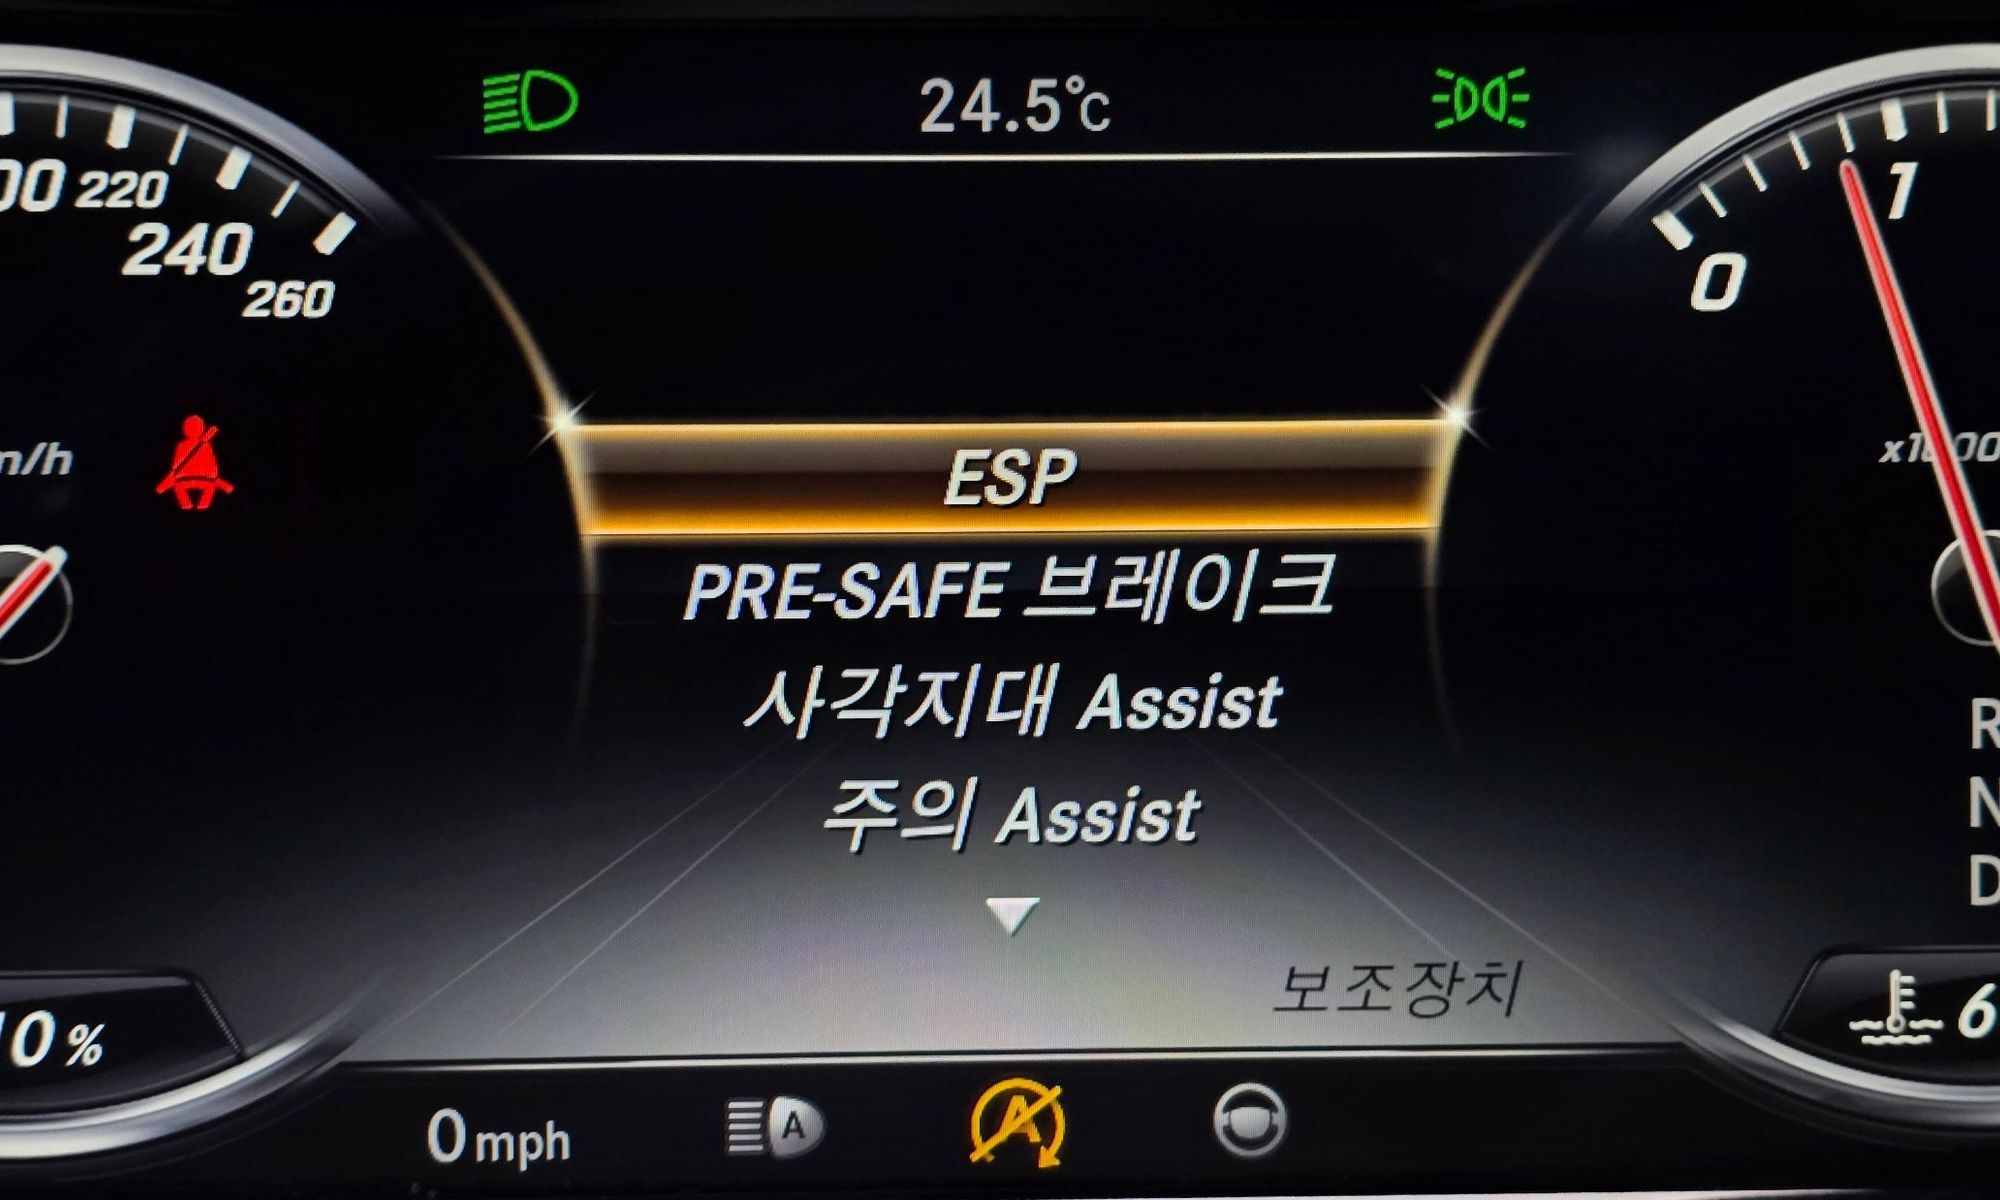 24.5℃
220
240
260
0
1
ESP
PRE-SAFE 브레이크
사각지대 Assist
주의 Assist
보조장치
R
N
D
0 mph
A
A